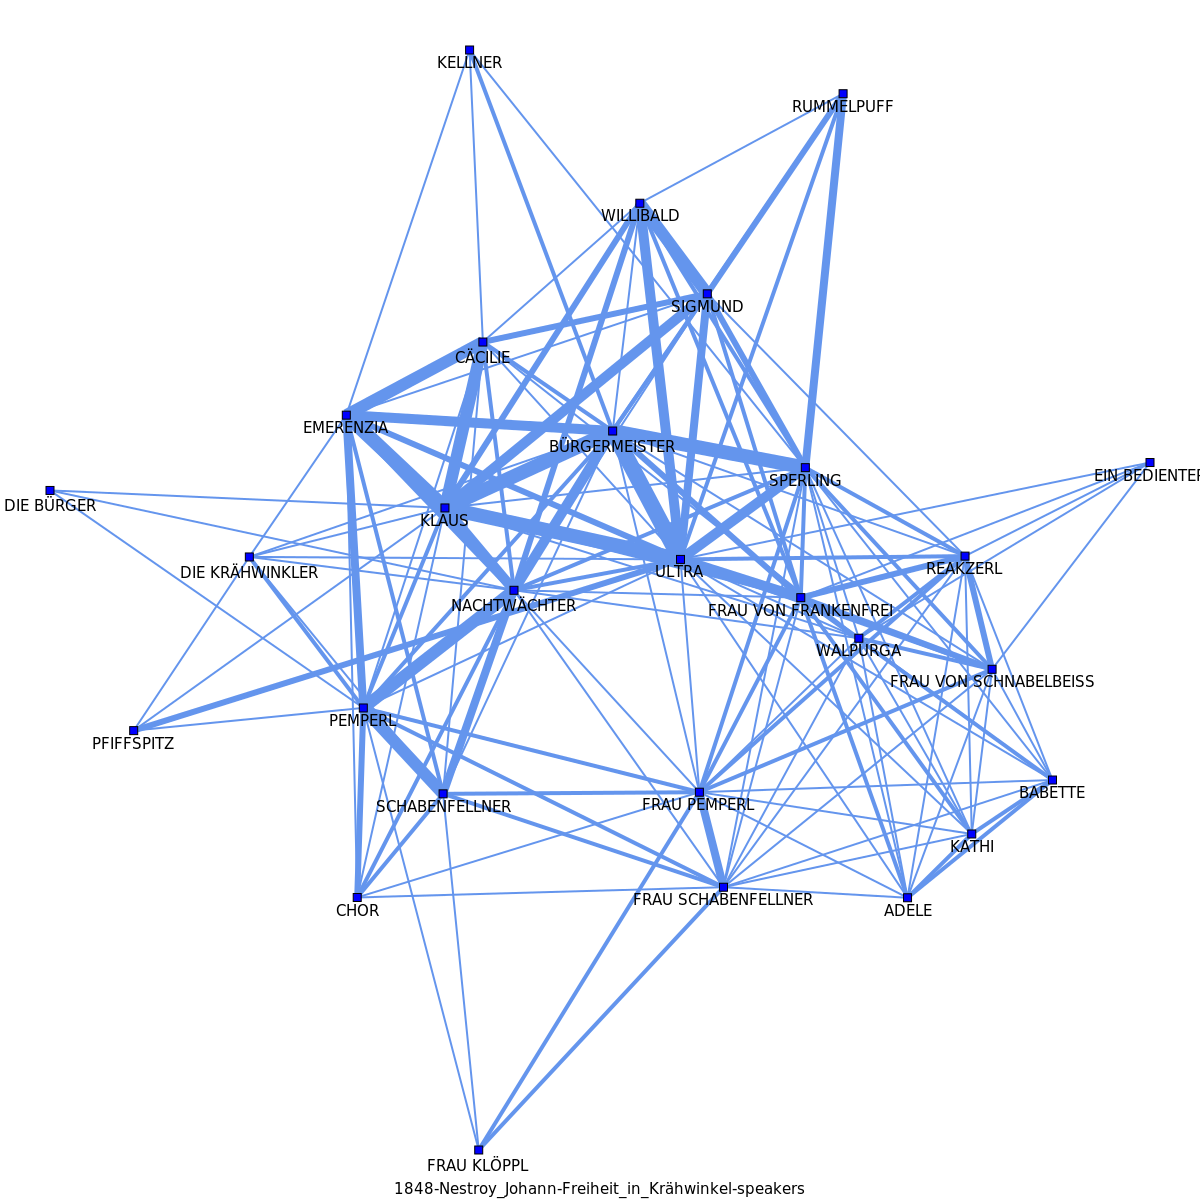 KELLNER
RUMMELPUFF
WILLIBALD
SIGMUND
CÄCILIE
EMERENZIA
BÜRGERMEISTER
SPERLING
EIN BEDIENTER
DIE BÜRGER
KLAUS
ULTRA
REAKZERL
DIE KRÄHWINKLER
NACHTWÄCHTER
FRAU VON FRANKENFREI
WALPURGA
FRAU VON SCHNABELBEISS
PEMPERL
PFIFFSPITZ
SCHABENFELLNER
FRAU PEMPERL
BABETTE
KATHI
FRAU SCHABENFELLNER
CHOR
ADELE
FRAU KLÖPPL
1848-Nestroy_Johann-Freiheit_in_Krähwinkel-speakers